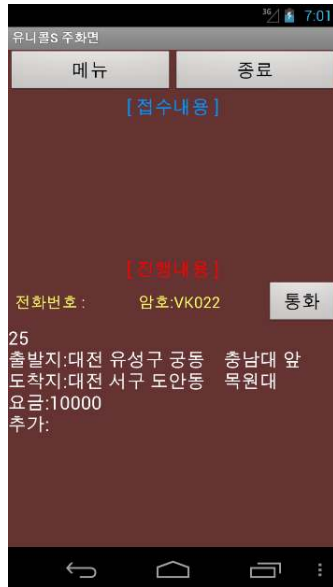 3G 7:01
유니콜S 주화면
메뉴 종료
[접수내용]
[진행내용]
전화번호 : 암호:VK022 통화
25
출발지:대전 유성구 궁동 충남대 앞
도착지:대전 서구 도안동 목원대
요금:10000
추가: